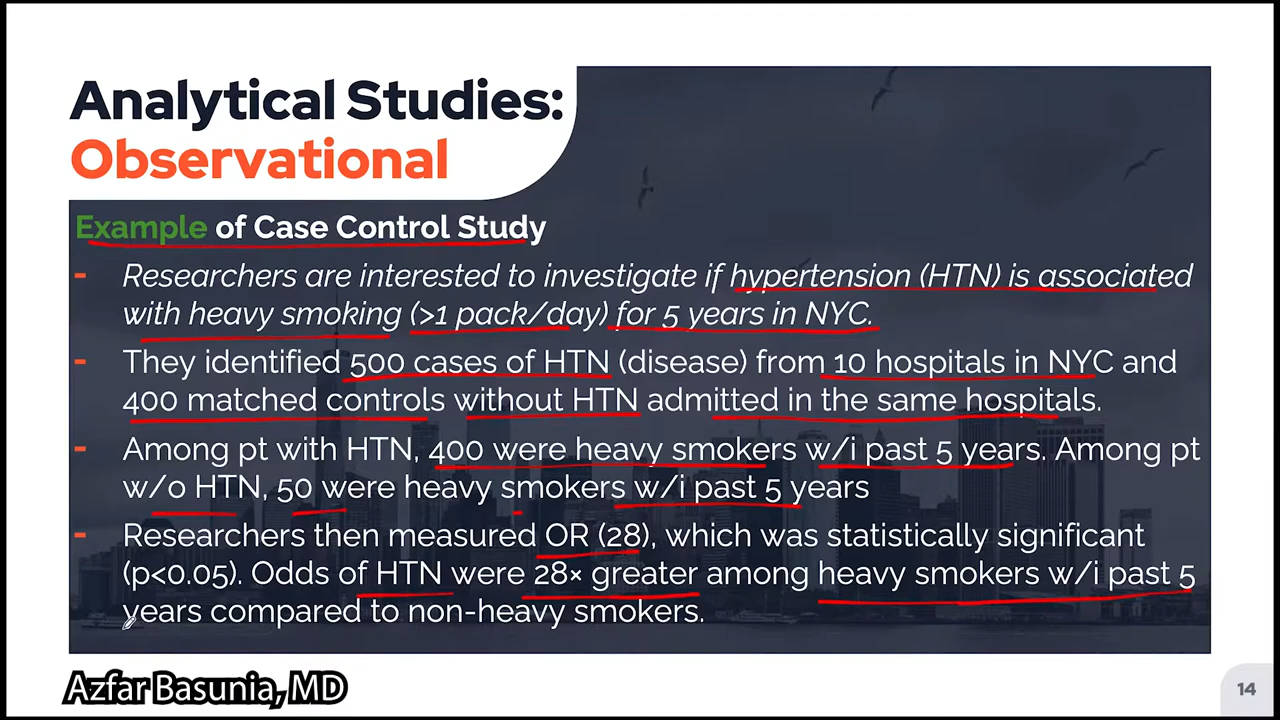 Analytical Studies:
Observational
Example of Case Control Study
- Researchers are interested to investigate if hypertension (HTN) is associated
with heavy smoking (>1 pack/day) for 5 years in NYC.
- They identified 500 cases of HTN (disease) from 10 hospitals in NYC and
400 matched controls without HTN admitted in the same hospitals.
- Among pt with HTN, 400 were heavy smokers w/i past 5 years. Among pt
w/o HTN, 50 were heavy smokers w/i past 5 years
- Researchers then measured OR (28), which was statistically significant
(p<0.05). Odds of HTN were 28× greater among heavy smokers w/i past 5
years compared to non-heavy smokers.
Azfar Basunia, MD
14